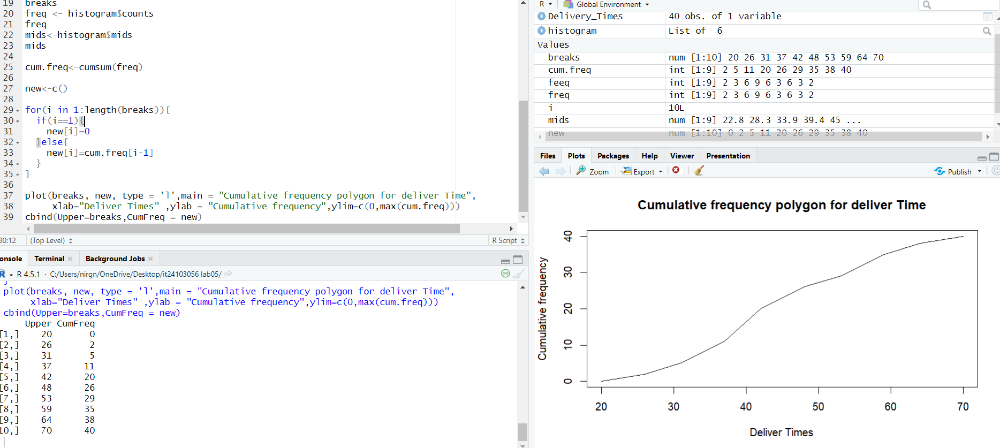 19 breaks
20 freq <- histogram$counts
21 freq
22 mids<-histogram$mids
23 mids
24
25 cum.freq<-cumsum(freq)
26
27 new<-c()
28
29 for(i in 1:length(breaks)){
30 if(i==1){
31 new[i]=0
32 }else{
33 new[i]=cum.freq[i-1]
34 }
35 }
36
37 plot(breaks, new, type = 'l',main = "Cumulative frequency polygon for deliver Time",
38 xlab="Deliver Times" ,ylab = "Cumulative frequency",ylim=c(0,max(cum.freq)))
39 cbind(Upper=breaks,CumFreq = new)
30:12 (Top Level) R Script
onsole Terminal Background Jobs
R 4.5.1 · C:/Users/nirgn/OneDrive/Desktop/it24103056 lab05/
}
plot(breaks, new, type = 'l',main = "Cumulative frequency polygon for deliver Time",
xlab="Deliver Times" ,ylab = "Cumulative frequency",ylim=c(0,max(cum.freq)))
cbind(Upper=breaks,CumFreq = new)
Upper CumFreq
[1,] 20 0
[2,] 26 2
[3,] 31 5
[4,] 37 11
[5,] 42 20
[6,] 48 26
[7,] 53 29
[8,] 59 35
[9,] 64 38
10,] 70 40
R Global Environment
Delivery_Times 40 obs. of 1 variable
histogram List of 6
Values
breaks num [1:10] 20 26 31 37 42 48 53 59 64 70
cum.freq int [1:9] 2 5 11 20 26 29 35 38 40
feeq int [1:9] 2 3 6 9 6 3 6 3 2
freq int [1:9] 2 3 6 9 6 3 6 3 2
i 10L
mids num [1:9] 22.8 28.3 33.9 39.4 45 ...
new num [1:10] 0 2 5 11 20 26 29 35 38 40
Files Plots Packages Help Viewer Presentation
Zoom Export Publish
Cumulative frequency polygon for deliver Time
Cumulative frequency
40
30
20
10
0
20 30 40 50 60 70
Deliver Times